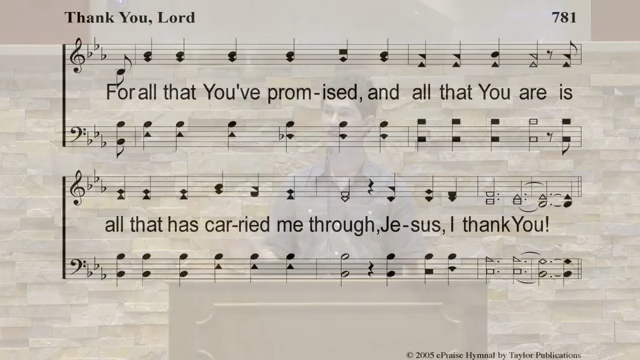 Thank You, Lord 781
For all that You've prom-ised, and all that You are is
all that has car-ried me through, Je-sus, I thank You!
© 2005 ePraise Hymnal by Taylor Publications